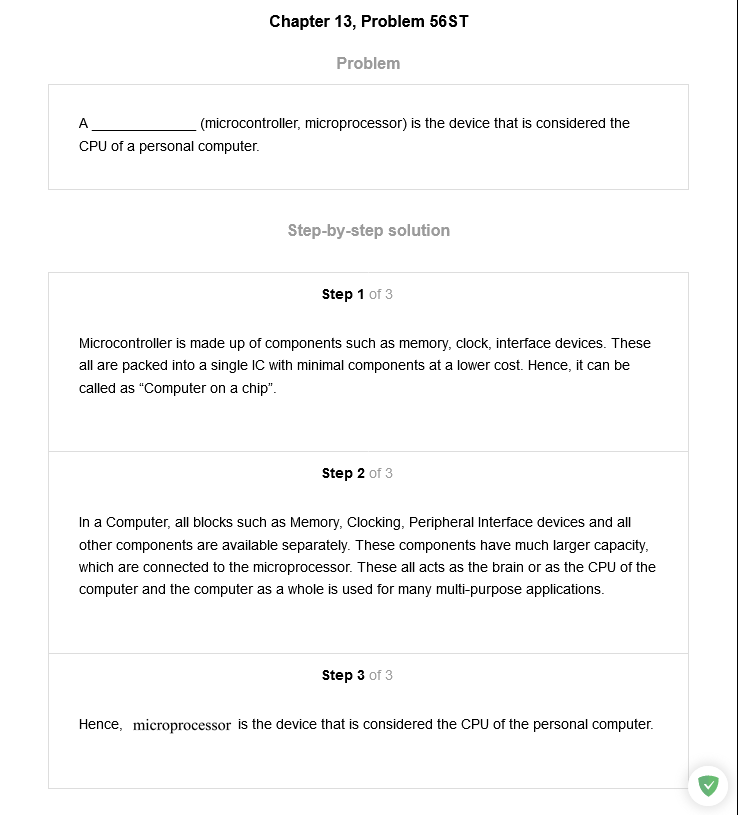 Chapter 13, Problem 56ST
Problem
A _____________ (microcontroller, microprocessor) is the device that is considered the
CPU of a personal computer.
Step-by-step solution
Step 1 of 3
Microcontroller is made up of components such as memory, clock, interface devices. These
all are packed into a single IC with minimal components at a lower cost. Hence, it can be
called as “Computer on a chip”.
Step 2 of 3
In a Computer, all blocks such as Memory, Clocking, Peripheral Interface devices and all
other components are available separately. These components have much larger capacity,
which are connected to the microprocessor. These all acts as the brain or as the CPU of the
computer and the computer as a whole is used for many multi-purpose applications.
Step 3 of 3
Hence, microprocessor is the device that is considered the CPU of the personal computer.